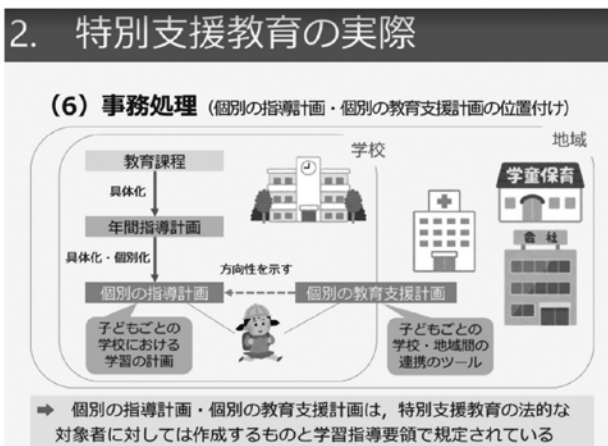 2. 特別支援教育の実際
(6) 事務処理 (個別の指導計画・個別の教育支援計画の位置付け)
地域
学校
教育課程
具体化
年間指導計画
具体化・個別化
個別の指導計画
方向性を示す
個別の教育支援計画
学童保育
会社
子どもごとの
学校における
学習の計画
子どもごとの
学校・地域間の
連携のツール
➡ 個別の指導計画・個別の教育支援計画は，特別支援教育の法的な
対象者に対しては作成するものと学習指導要領で規定されている